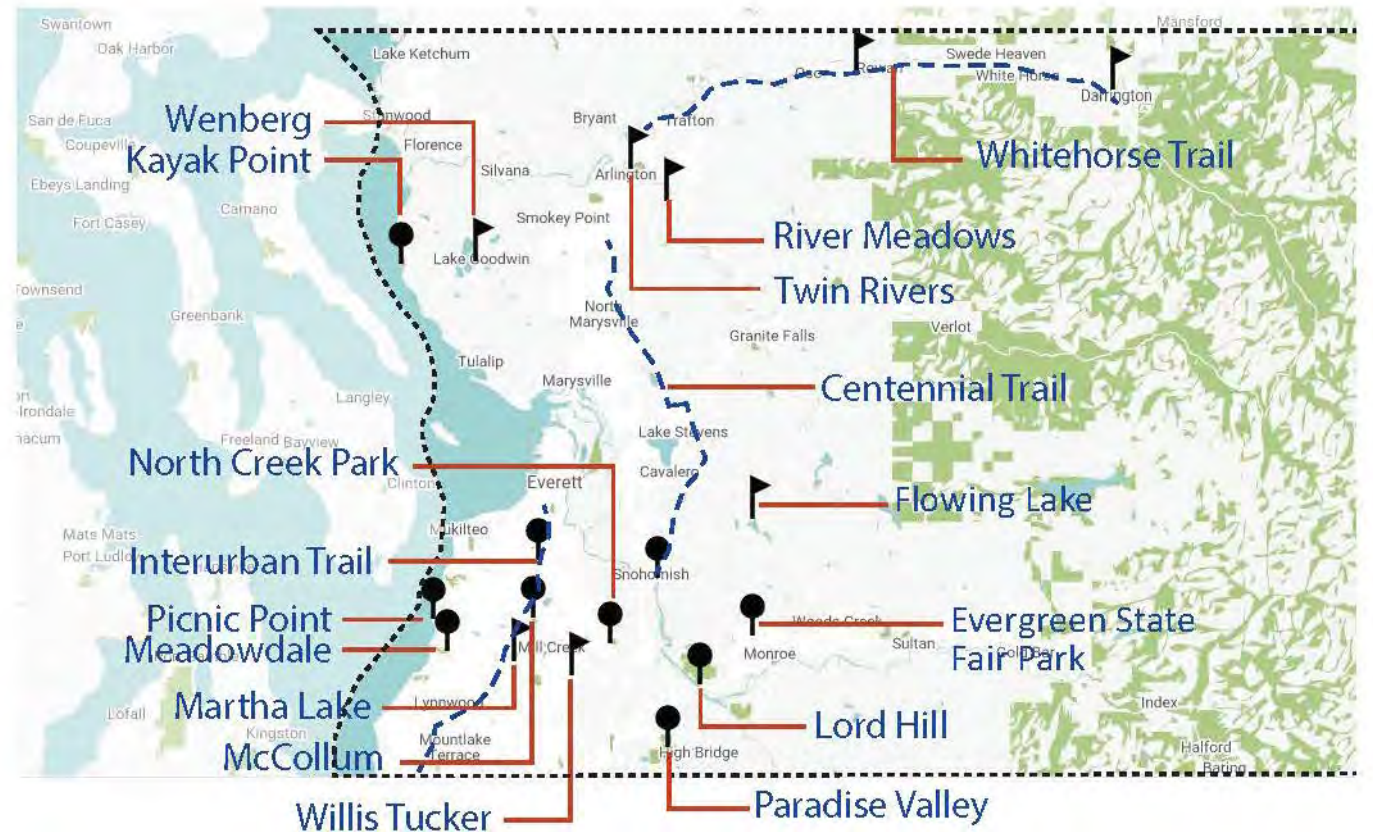 Swantown
Mansford
Oak Harbor
Lake Ketchum
Swede Heaven
Rowan
White Horse
Darrington
Wenberg
Stanwood
Bryant
Trafton
San de Fuca
Coupeville
Florence
Kayak Point
Whitehorse Trail
Silvana
Arlington
Ebeys Landing
Camano
Smokey Point
Fort Casey
River Meadows
Lake Goodwin
Townsend
Twin Rivers
Greenbank
North
Marysville
Verlot
Granite Falls
Tulalip
Marysville
Centennial Trail
Langley
Irondale
Lake Stevens
Freeland
Bayview
North Creek Park
Cavalero
Clinton
Everett
Flowing Lake
Mukilteo
Mats Mats
Port Ludlow
Interurban Trail
Snohomish
Picnic Point
Woods Creek
Evergreen State
Fair Park
Meadowdale
Mill Creek
Monroe
Sultan
Gold Bar
Martha Lake
Lynnwood
Index
Lofall
Kingston
Lord Hill
McCollum
Mountlake
Terrace
High Bridge
Halford
Baring
Willis Tucker
Paradise Valley